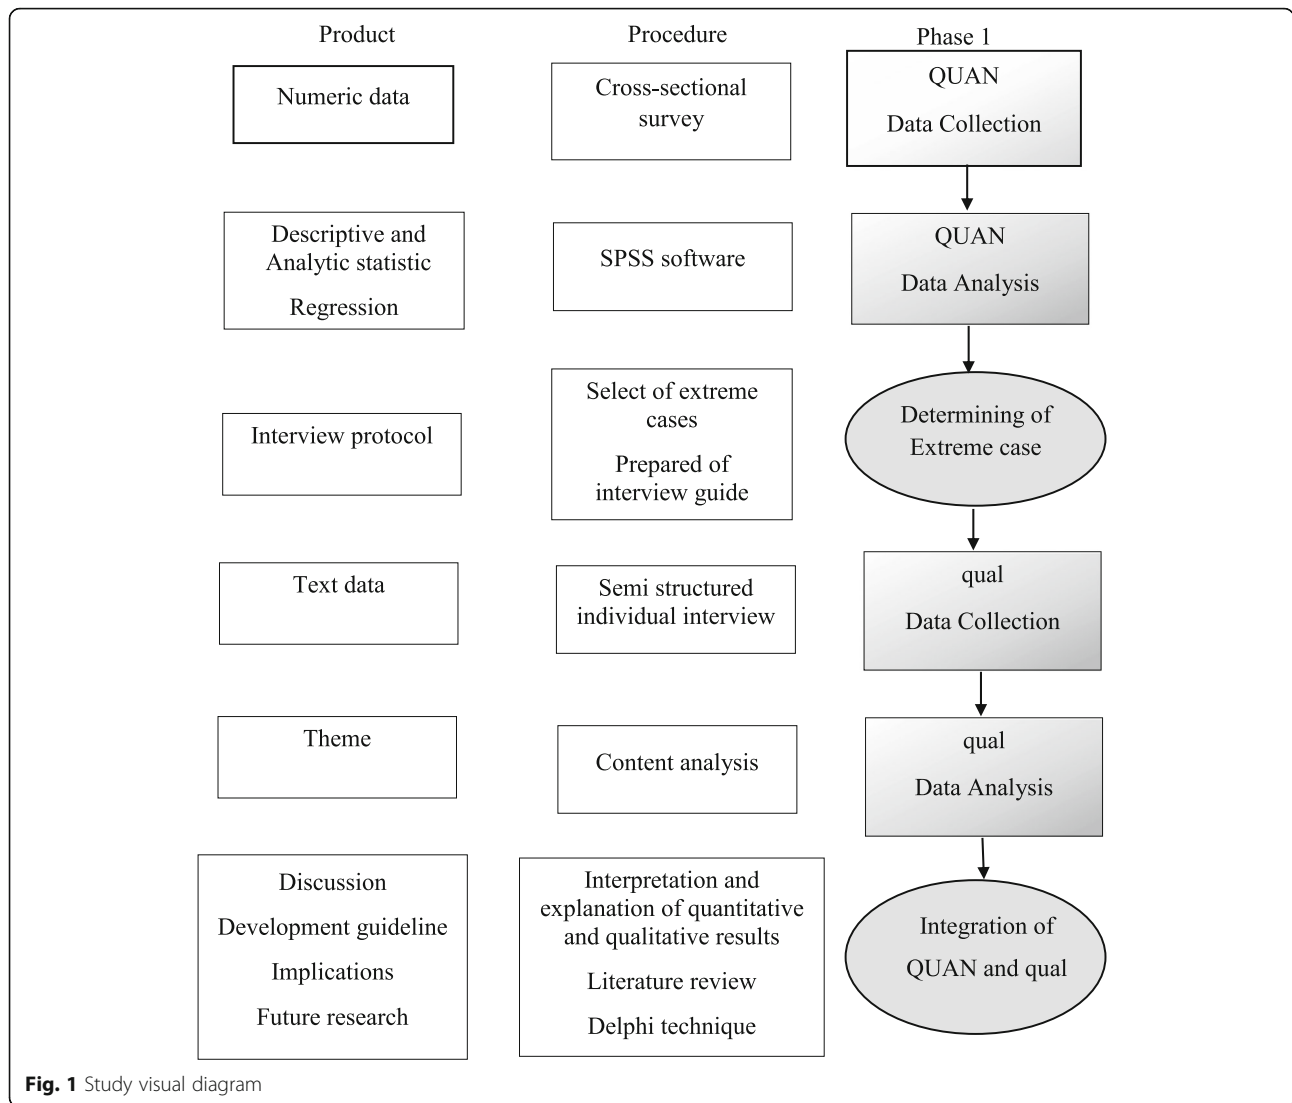 Product
Procedure
Phase 1
Numeric data
Cross-sectional
survey
QUAN
Data Collection
Descriptive and
Analytic statistic
Regression
SPSS software
QUAN
Data Analysis
Interview protocol
Select of extreme
cases
Prepared of
interview guide
Determining of
Extreme case
Text data
Semi structured
individual interview
qual
Data Collection
Theme
Content analysis
qual
Data Analysis
Discussion
Development guideline
Implications
Future research
Interpretation and
explanation of quantitative
and qualitative results
Literature review
Delphi technique
Integration of
QUAN and qual
Fig. 1 Study visual diagram